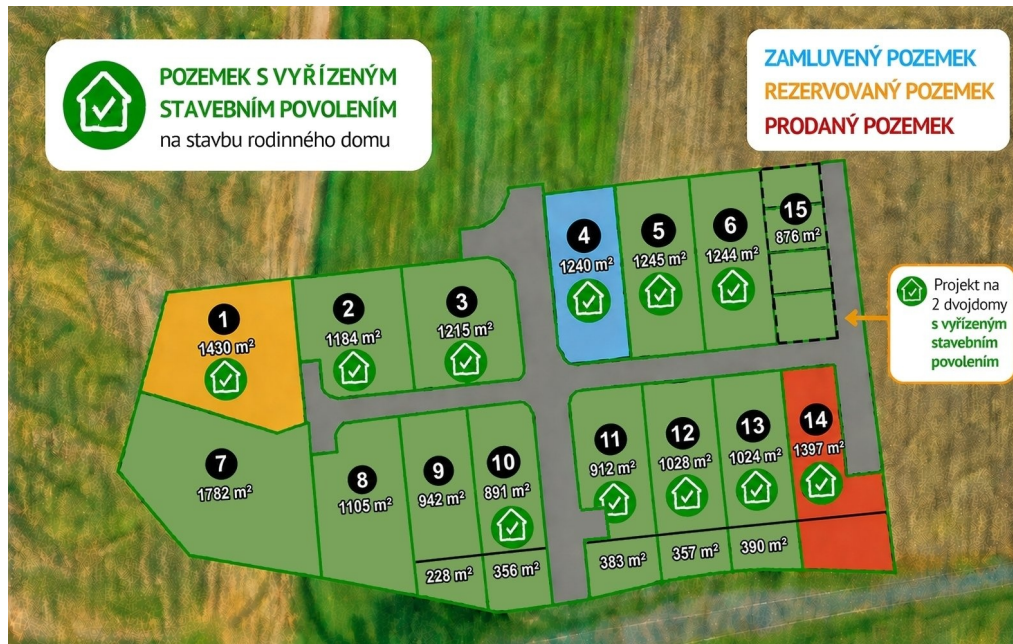 POZEMEK S VYŘÍZENÝM
STAVEBNÍM POVOLENÍM
na stavbu rodinného domu
ZAMLUVENÝ POZEMEK
REZERVOVANÝ POZEMEK
PRODANÝ POZEMEK
1
1430 m²
2
1184 m²
3
1215 m²
4
1240 m²
5
1245 m²
6
1244 m²
15
876 m²
Projekt na
2 dvojdomy
s vyřízeným
stavebním
povolením
7
1782 m²
8
1105 m²
9
942 m²
10
891 m²
11
912 m²
12
1028 m²
13
1024 m²
14
1397 m²
228 m²
356 m²
383 m²
357 m²
390 m²